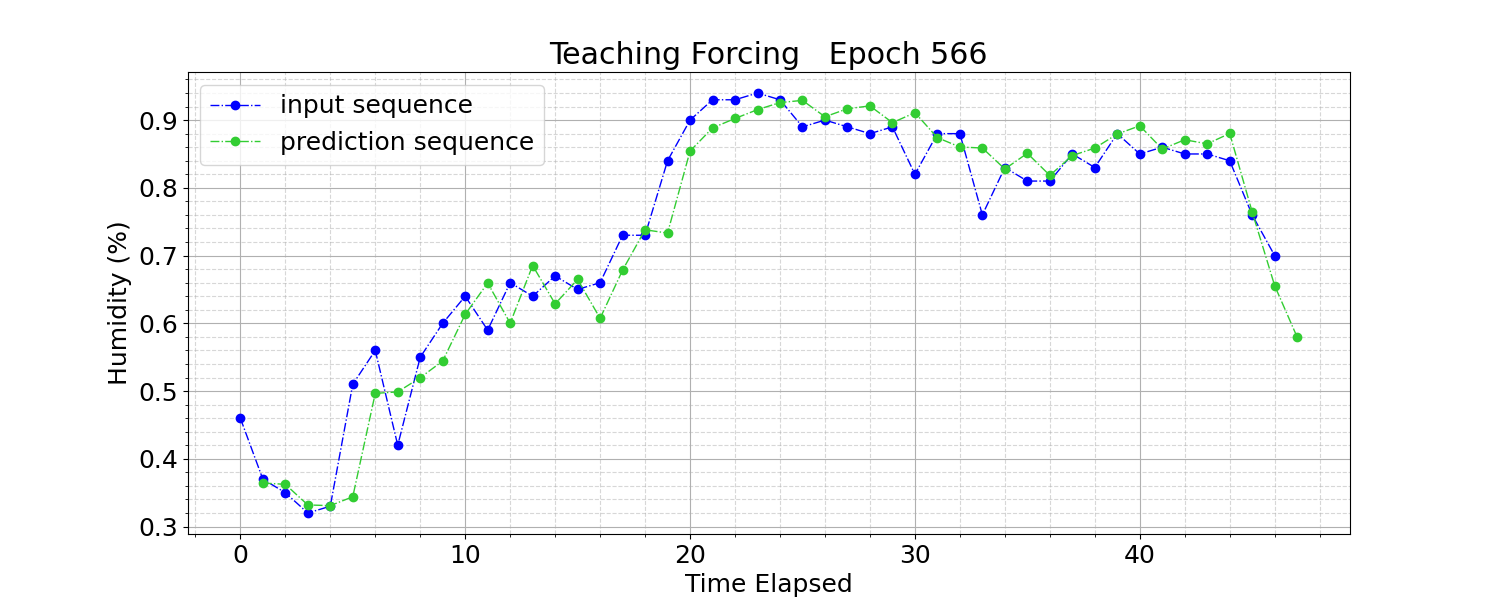 Teaching Forcing   Epoch 566
input sequence
prediction sequence
Humidity (%)
0.9
0.8
0.7
0.6
0.5
0.4
0.3
0 10 20 30 40
Time Elapsed